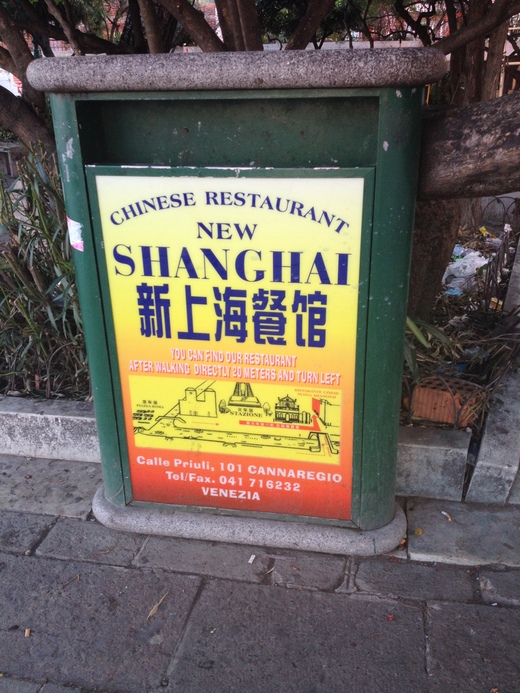 CHINESE RESTAURANT
NEW
SHANGHAI
新上海餐馆
YOU CAN FIND OUR RESTAURANT
AFTER WALKING DIRECTLY 20 METERS AND TURN LEFT
STAZIONE
Calle Priuli, 101 CANNAREGIO
Tel/Fax. 041 716232
VENEZIA